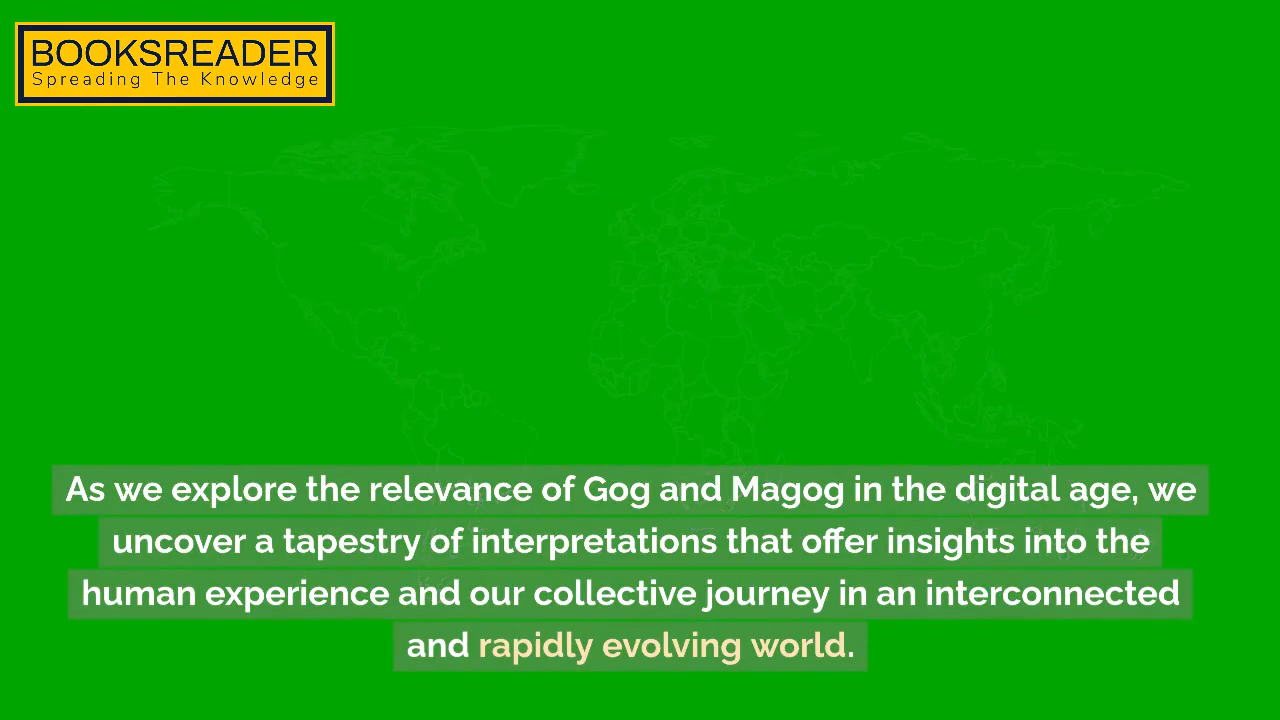 BOOKSREADER
Spreading The Knowledge
As we explore the relevance of Gog and Magog in the digital age, we
uncover a tapestry of interpretations that offer insights into the
human experience and our collective journey in an interconnected
and rapidly evolving world.